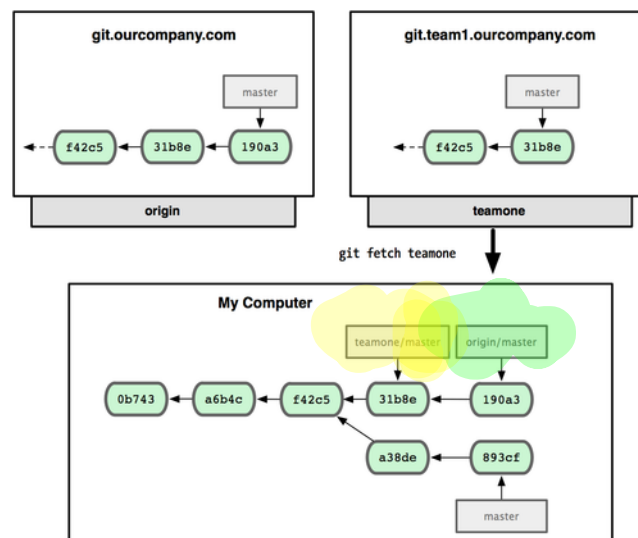 git.ourcompany.com
master
f42c5 31b8e 190a3
origin
git.team1.ourcompany.com
master
f42c5 31b8e
teamone
git fetch teamone
My Computer
teamone/master origin/master
0b743 a6b4c f42c5 31b8e 190a3
a38de 893cf
master